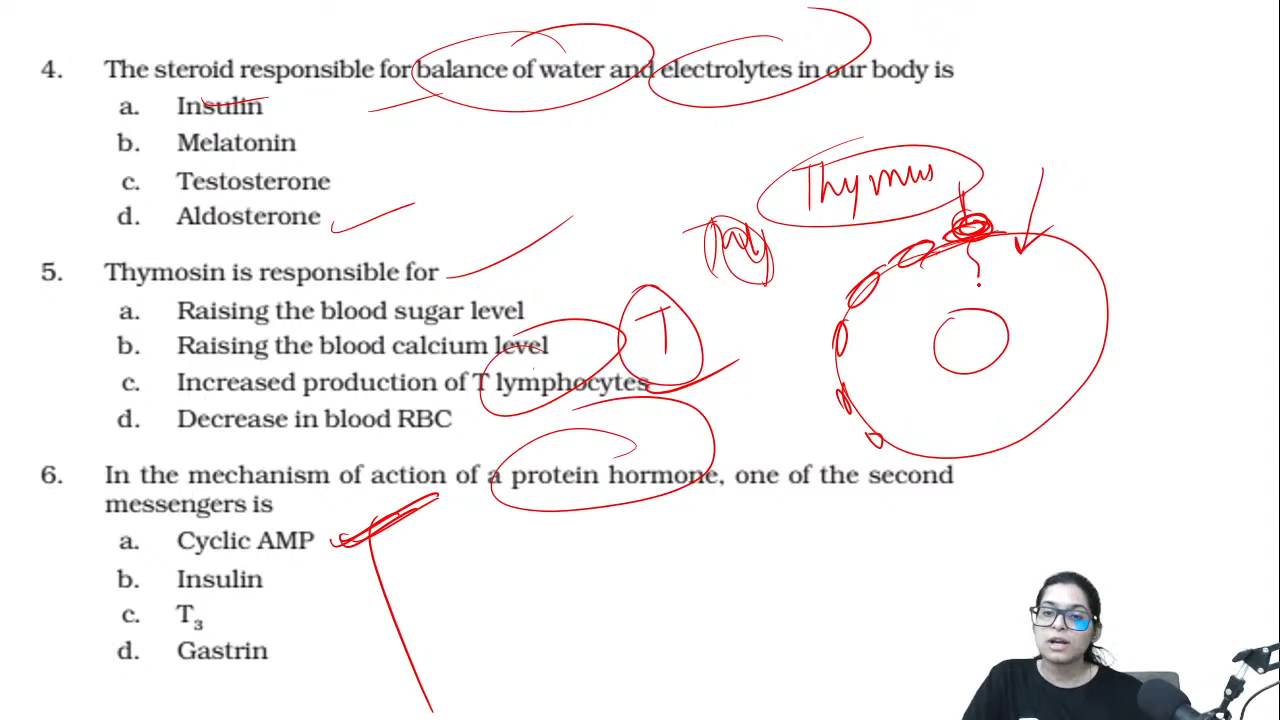 4. The steroid responsible for balance of water and electrolytes in our body is
a. Insulin
b. Melatonin
c. Testosterone
d. Aldosterone
Thymus
5. Thymosin is responsible for
a. Raising the blood sugar level
b. Raising the blood calcium level
T
c. Increased production of T lymphocytes
d. Decrease in blood RBC
?
6. In the mechanism of action of a protein hormone, one of the second
messengers is
a. Cyclic AMP
b. Insulin
c. T₃
d. Gastrin